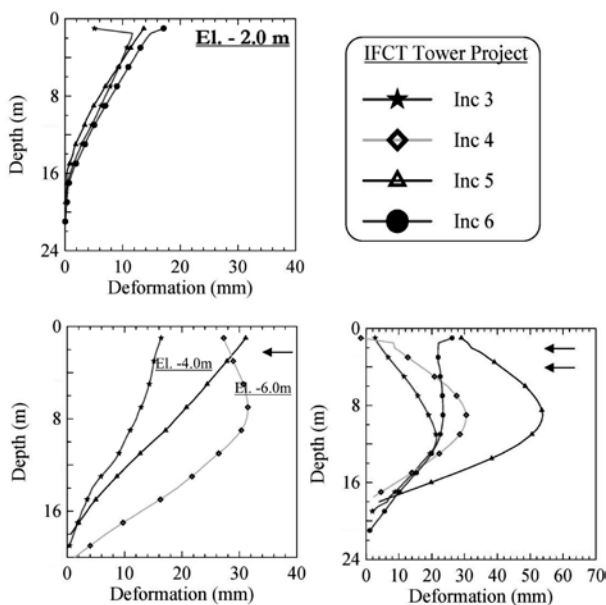 El. - 2.0 m
Depth (m)
0
8
16
24
0 10 20 30 40
Deformation (mm)
IFCT Tower Project
Inc 3
Inc 4
Inc 5
Inc 6
Depth (m)
0
8
16
El. -4.0m
El. -6.0m
0 10 20 30 40
Deformation (mm)
Depth (m)
0
8
16
24
0 10 20 30 40 50 60 70
Deformation (mm)